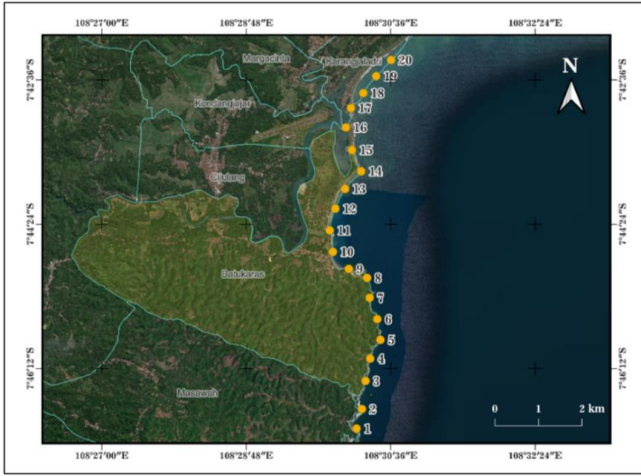 108°27'00"E 108°28'48"E 108°30'36"E 108°32'24"E
Margacinta
Karangjaladri
20
7°42'36"S
7°42'36"S
19
N
18
Kondangjajar
17
16
15
Cijulang
14
13
12
7°44'24"S
7°44'24"S
11
10
9
Batukaras
8
7
6
5
4
7°46'12"S
7°46'12"S
3
Masawah
2
0 1 2 km
1
108°27'00"E 108°28'48"E 108°30'36"E 108°32'24"E